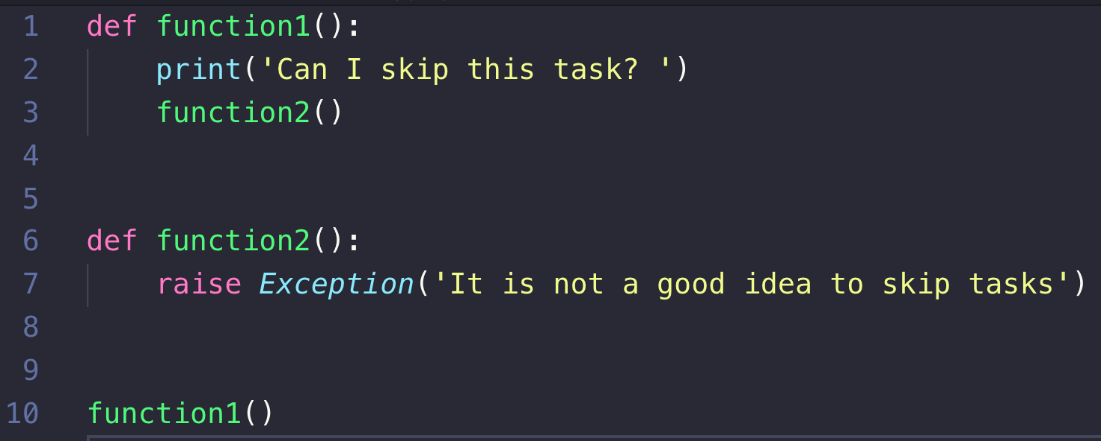 1 def function1():
2     print('Can I skip this task? ')
3     function2()
4
5
6 def function2():
7     raise Exception('It is not a good idea to skip tasks')
8
9
10 function1()